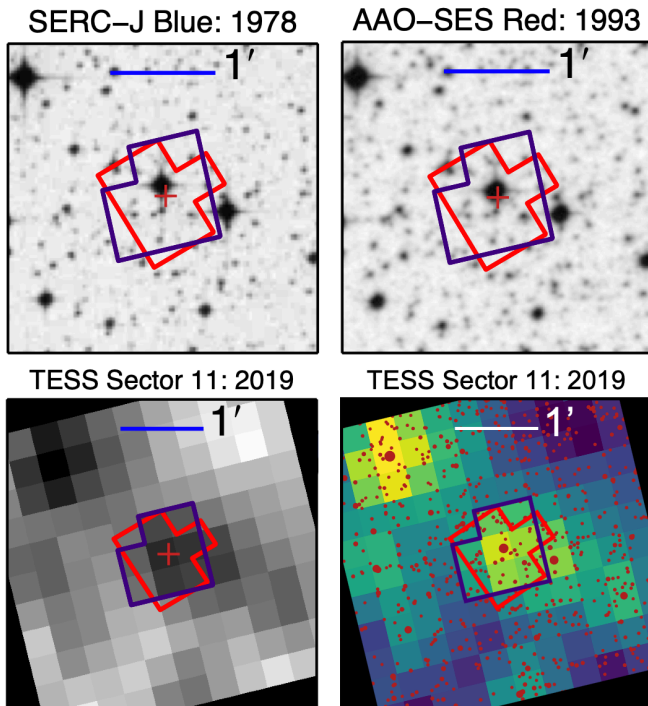 SERC-J Blue: 1978
AAO-SES Red: 1993
1′
1′
TESS Sector 11: 2019
TESS Sector 11: 2019
1′
1'